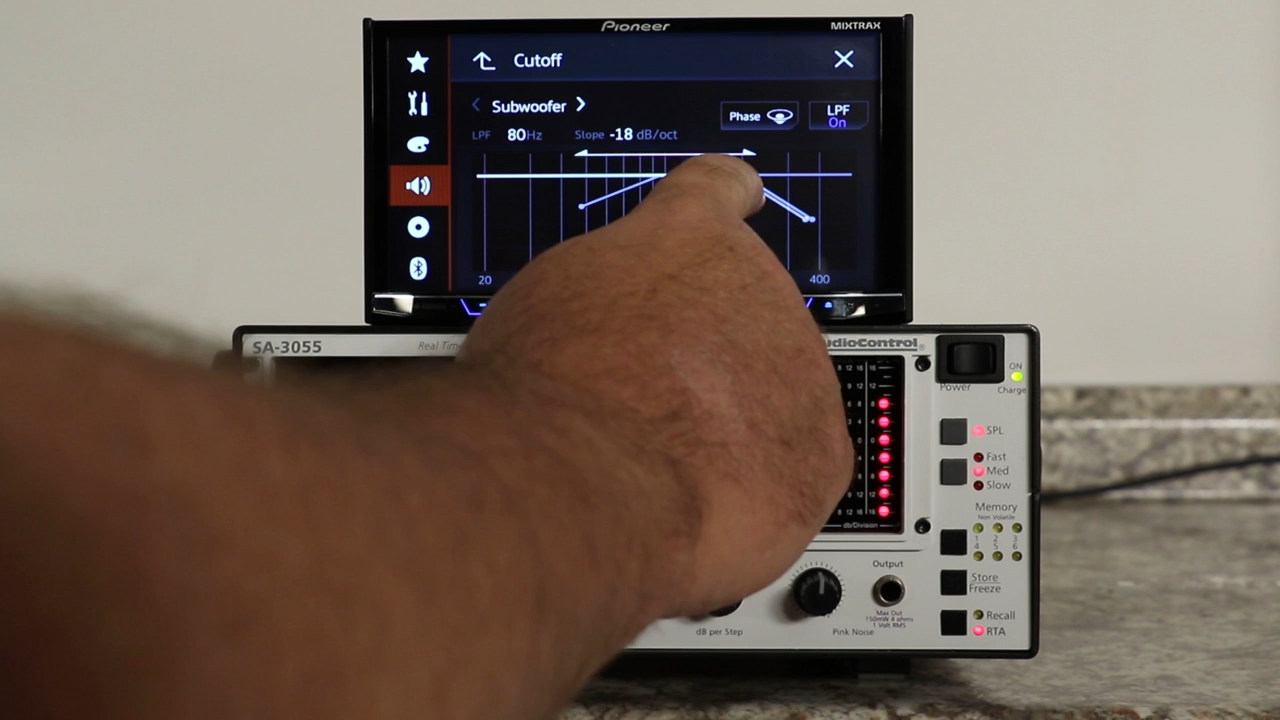 Pioneer
MIXTRAX
Cutoff
Subwoofer
Phase
LPF
On
LPF 80Hz Slope -18 dB/oct
20
400
SA-3055
Real Time
udioControl®
Power
ON
Charge
SPL
Fast
Med
Slow
Memory
Non Volatile
1 2 3
4 5 6
db/Division
Output
Max Out
150mW 8 ohms
1 Volt RMS
Store
Freeze
Recall
RTA
dB per Step
Pink Noise